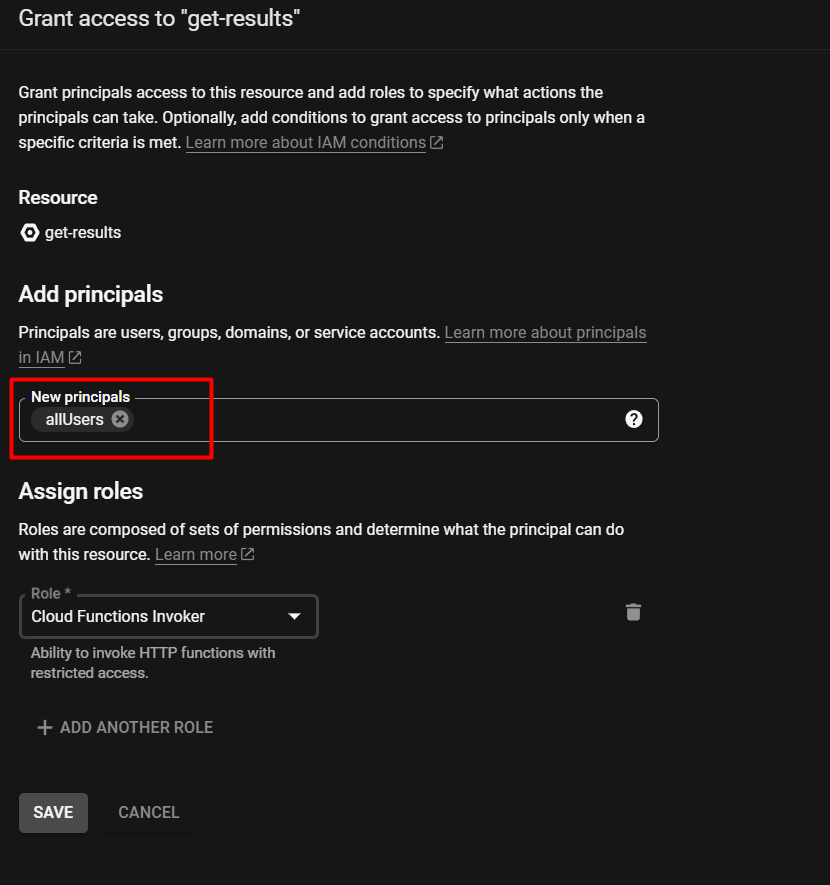 Grant access to "get-results"
Grant principals access to this resource and add roles to specify what actions the
principals can take. Optionally, add conditions to grant access to principals only when a
specific criteria is met. Learn more about IAM conditions
Resource
get-results
Add principals
Principals are users, groups, domains, or service accounts. Learn more about principals
in IAM
New principals
allUsers
Assign roles
Roles are composed of sets of permissions and determine what the principal can do
with this resource. Learn more
Role *
Cloud Functions Invoker
Ability to invoke HTTP functions with
restricted access.
ADD ANOTHER ROLE
SAVE CANCEL